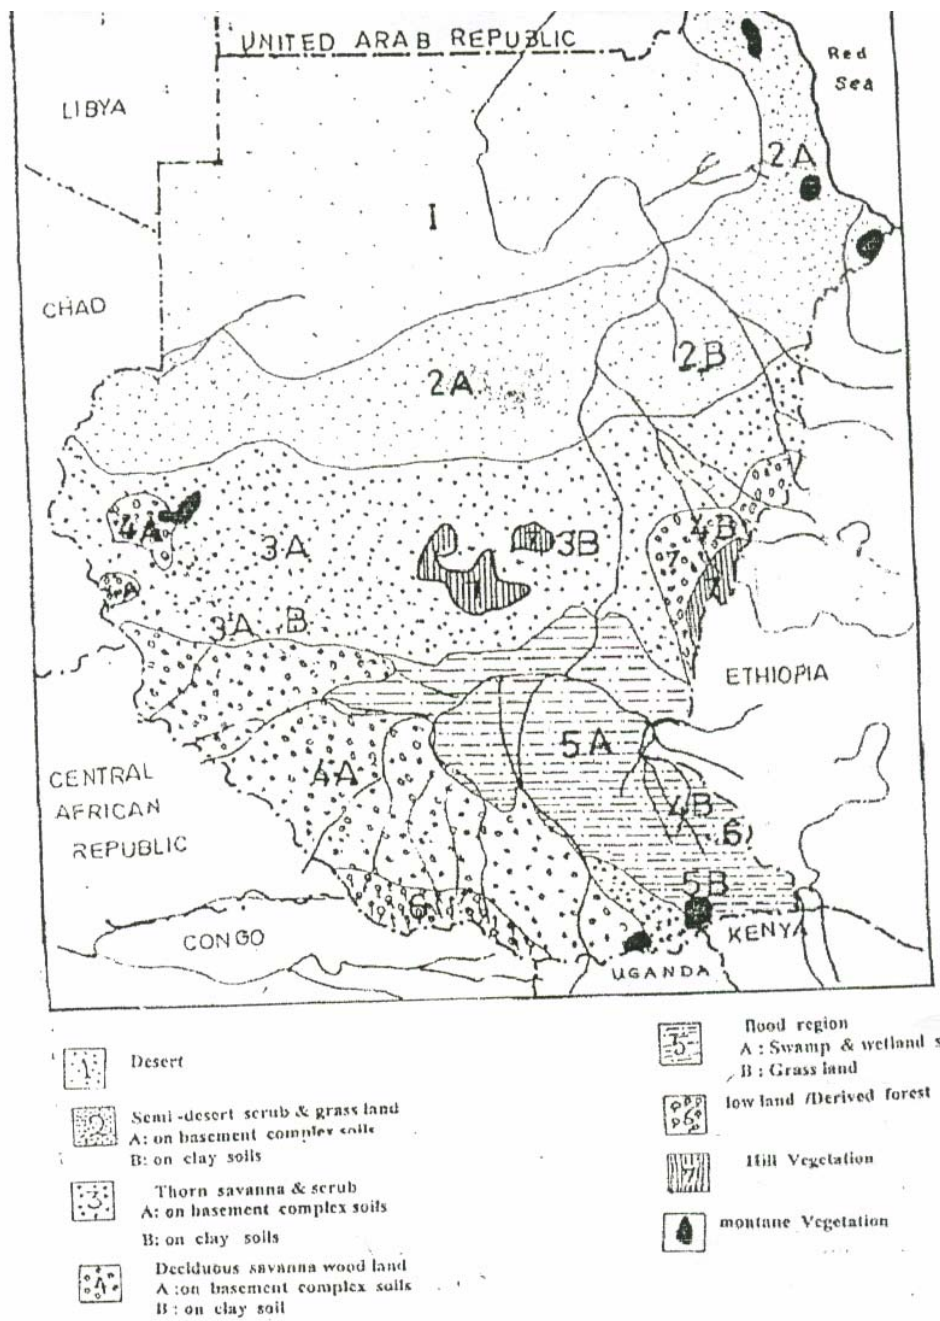 UNITED ARAB REPUBLIC
Red
Sea
LIBYA
2A
1
CHAD
2B
2A
4A
4B
3A
7
3B
7
3A B
ETHIOPIA
5A
4A
CENTRAL
AFRICAN
REPUBLIC
4B
6
5B
6
CONGO
KENYA
UGANDA
1 Desert
2 Semi-desert scrub & grass land
A: on basement complex soils
B: on clay soils
3 Thorn savanna & scrub
A: on basement complex soils
B: on clay soils
4 Deciduous savanna wood land
A :on basement complex soils
B : on clay soil
5 flood region
A : Swamp & wetland s
B : Grass land
6 low land /Derived forest
7 Hill Vegetation
montane Vegetation